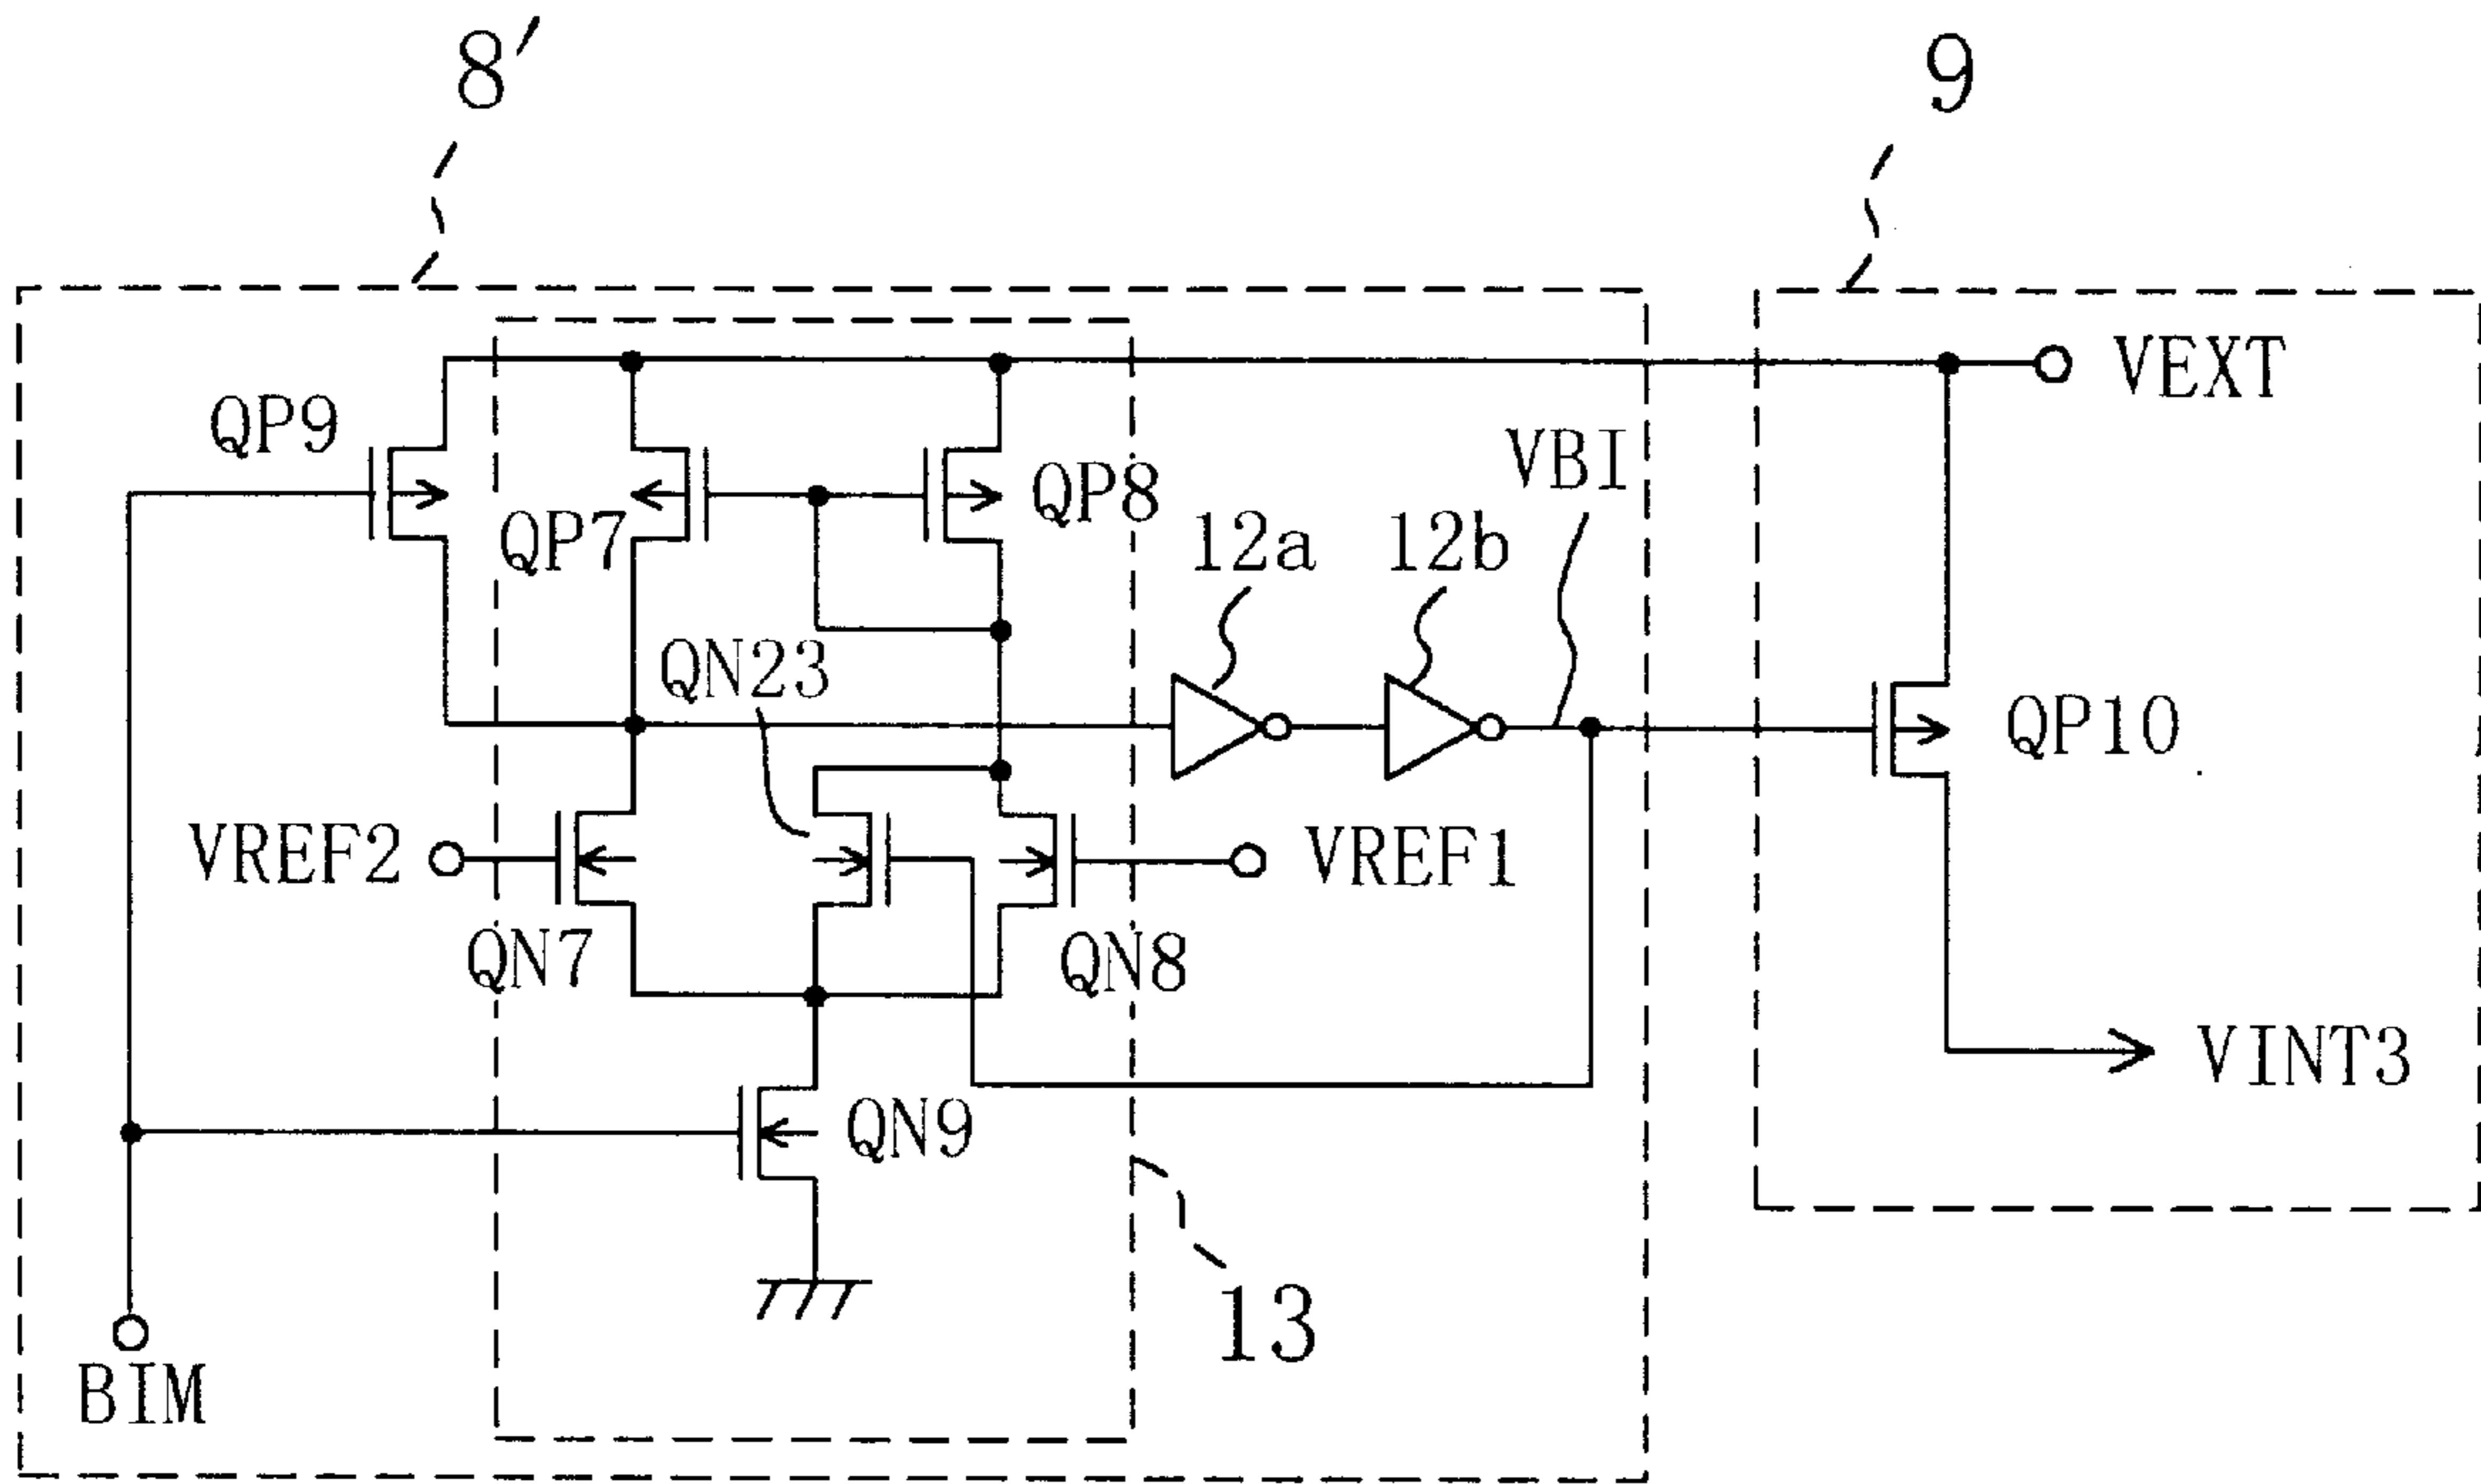 8′
9
VEXT
QP9
VBI
QP8
QP7
12a
12b
QN23
QP10
VREF2
VREF1
QN7
QN8
VINT3
QN9
13
BIM